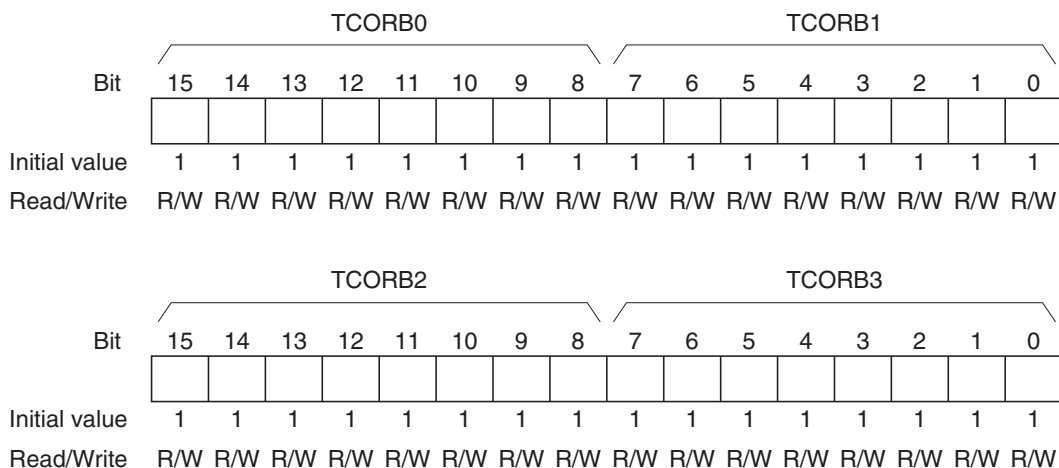 TCORB0 TCORB1
Bit 15 14 13 12 11 10 9 8 7 6 5 4 3 2 1 0
Initial value 1 1 1 1 1 1 1 1 1 1 1 1 1 1 1 1
Read/Write R/W R/W R/W R/W R/W R/W R/W R/W R/W R/W R/W R/W R/W R/W R/W R/W
TCORB2 TCORB3
Bit 15 14 13 12 11 10 9 8 7 6 5 4 3 2 1 0
Initial value 1 1 1 1 1 1 1 1 1 1 1 1 1 1 1 1
Read/Write R/W R/W R/W R/W R/W R/W R/W R/W R/W R/W R/W R/W R/W R/W R/W R/W